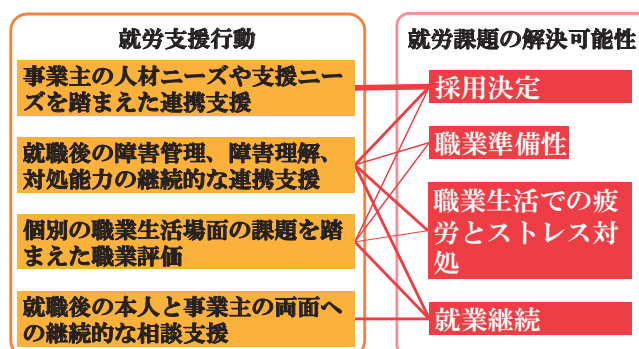 就労支援行動
事業主の人材ニーズや支援ニー
ズを踏まえた連携支援
就職後の障害管理、障害理解、
対処能力の継続的な連携支援
個別の職業生活場面の課題を踏
まえた職業評価
就職後の本人と事業主の両面へ
の継続的な相談支援
就労課題の解決可能性
採用決定
職業準備性
職業生活での疲
労とストレス対
処
就業継続